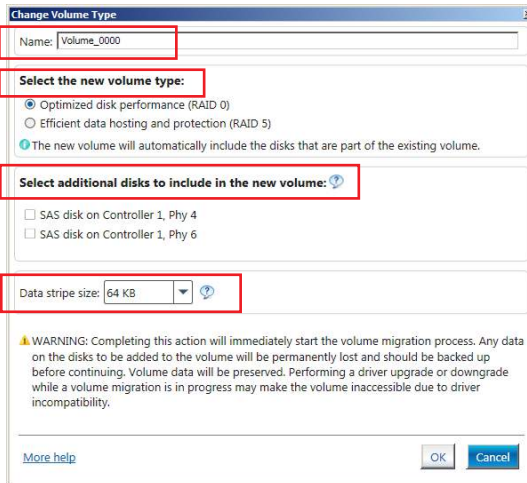 Change Volume Type
Name: Volume_0000
Select the new volume type:
Optimized disk performance (RAID 0)
Efficient data hosting and protection (RAID 5)
The new volume will automatically include the disks that are part of the existing volume.
Select additional disks to include in the new volume:
SAS disk on Controller 1, Phy 4
SAS disk on Controller 1, Phy 6
Data stripe size: 64 KB
WARNING: Completing this action will immediately start the volume migration process. Any data
on the disks to be added to the volume will be permanently lost and should be backed up
before continuing. Volume data will be preserved. Performing a driver upgrade or downgrade
while a volume migration is in progress may make the volume inaccessible due to driver
incompatibility.
More help
OK
Cancel